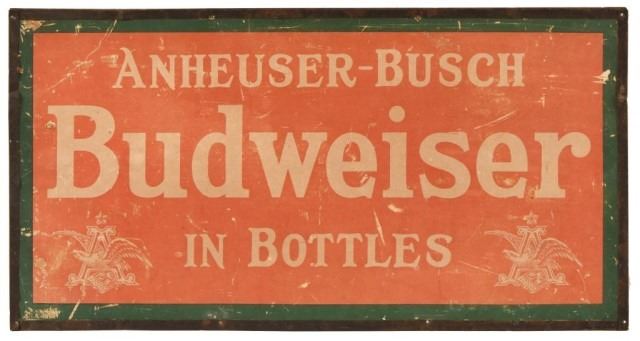 ANHEUSER-BUSCH
Budweiser
IN BOTTLES